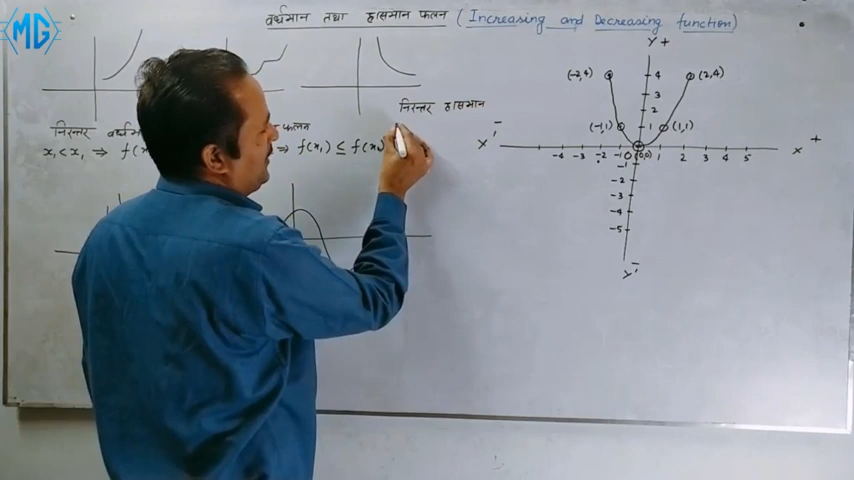 MG
वर्धमान तथा ह्रासमान फलन (Increasing and Decreasing function)
निरन्तर ह्रासमान
निरन्तर फलन
x₁ < x₁ ⇒ ⇒ f(x₁) ≤ f(x₂
y+
(-2,4) 4 (2,4)
3
2
(-1,1) 1 (1,1)
x'- x+
-4 -3 -2 -1 0 (0,0) 1 2 3 4 5
-1
-2
-3
-4
-5
y'-